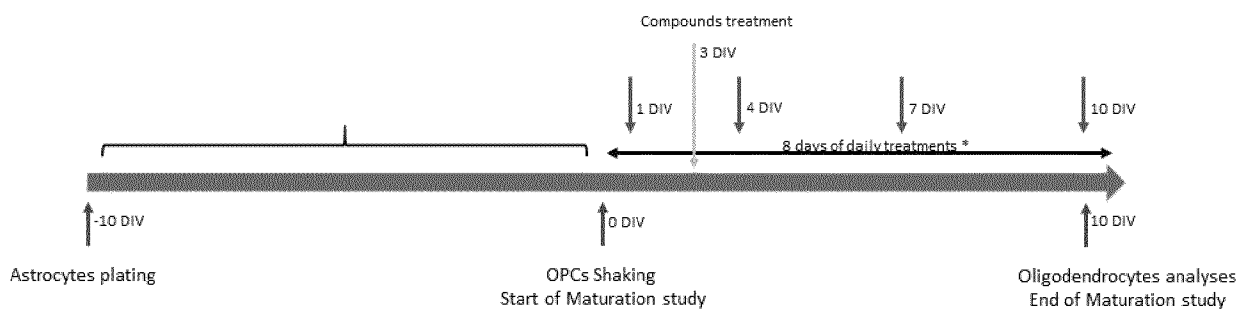 Compounds treatment
3 DIV
1 DIV
4 DIV
7 DIV
10 DIV
8 days of daily treatments *
-10 DIV
0 DIV
10 DIV
Astrocytes plating
OPCs Shaking
Start of Maturation study
Oligodendrocytes analyses
End of Maturation study